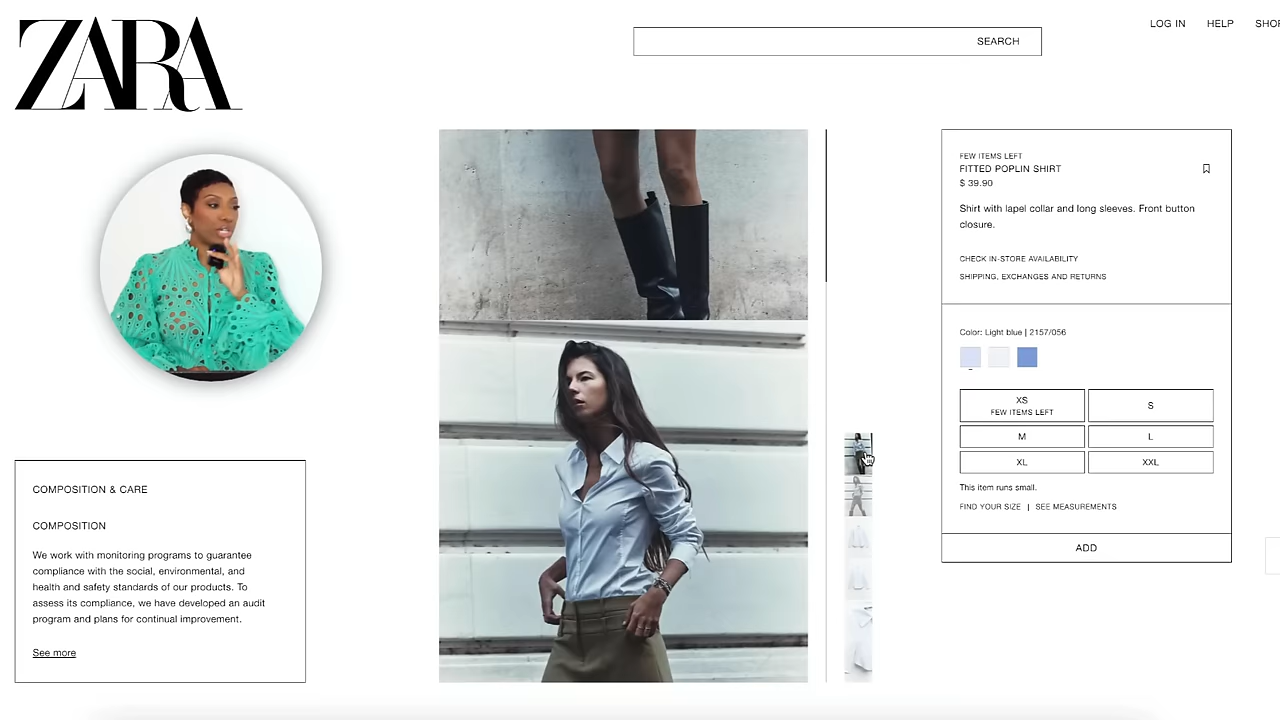 ZARA
SEARCH
LOG IN
HELP
FEW ITEMS LEFT
FITTED POPLIN SHIRT
$ 39.90
Shirt with lapel collar and long sleeves. Front button
closure.
CHECK IN-STORE AVAILABILITY
SHIPPING, EXCHANGES AND RETURNS
Color: Light blue | 2157/056
XS
FEW ITEMS LEFT
S
M
L
XL
XXL
This item runs small.
FIND YOUR SIZE | SEE MEASUREMENTS
ADD
COMPOSITION & CARE
COMPOSITION
We work with monitoring programs to guarantee
compliance with the social, environmental, and
health and safety standards of our products. To
assess its compliance, we have developed an audit
program and plans for continual improvement.
See more